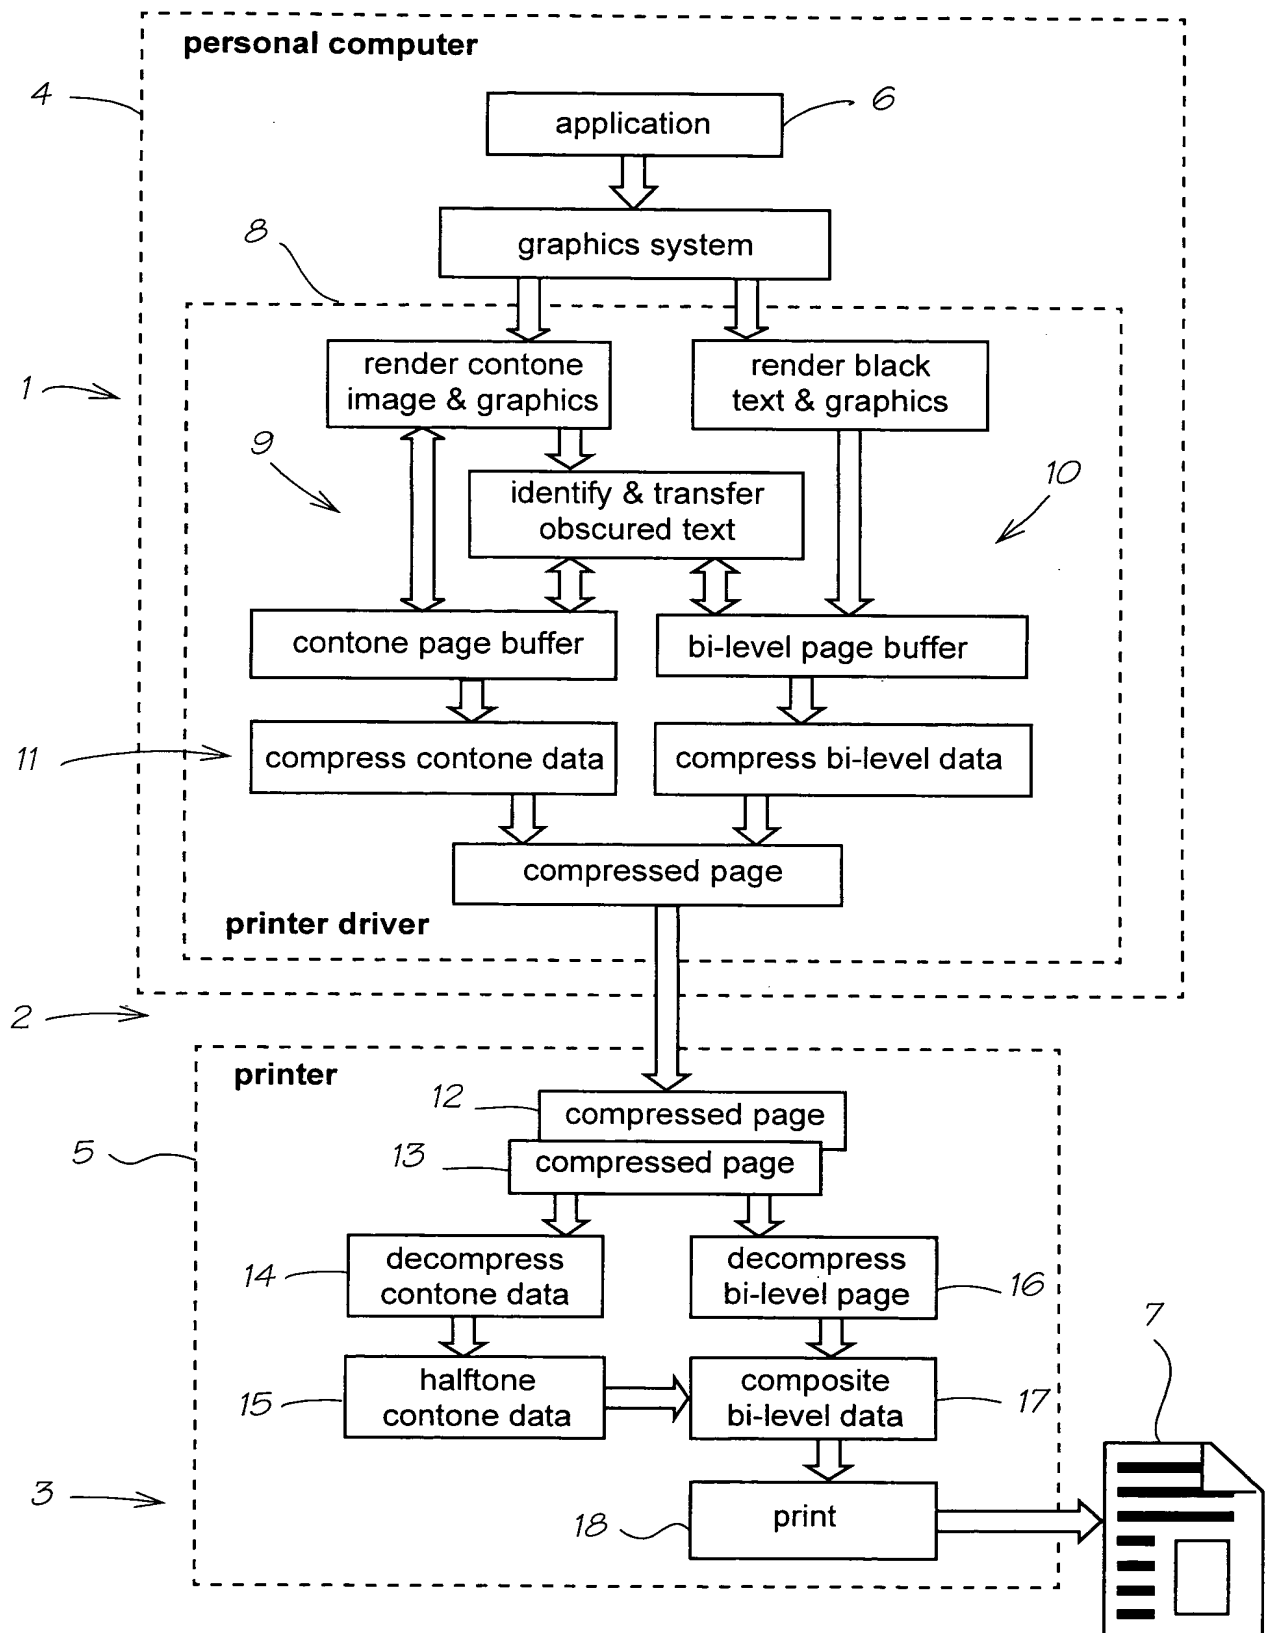 personal computer
4
application
6
graphics system
8
render contone
image & graphics
render black
text & graphics
1
9
identify & transfer
obscured text
10
contone page buffer
bi-level page buffer
11
compress contone data
compress bi-level data
compressed page
printer driver
2
printer
12
compressed page
13
compressed page
5
14
decompress
contone data
decompress
bi-level page
16
7
15
halftone
contone data
composite
bi-level data
17
3
18
print